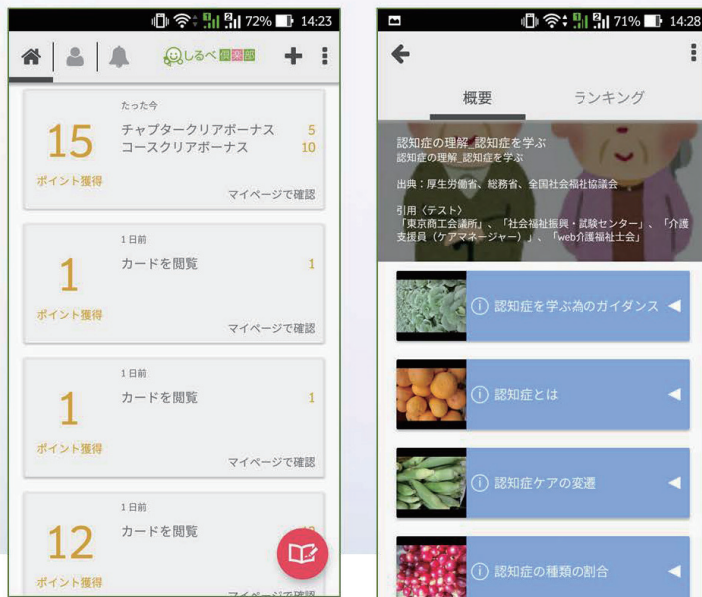 72% 14:23
しるべ倶楽部
たった今
15
チャプタークリアボーナス 5
コースクリアボーナス 10
ポイント獲得
マイページで確認
1日前
1
カードを閲覧 1
ポイント獲得
マイページで確認
1日前
1
カードを閲覧 1
ポイント獲得
マイページで確認
1日前
12
カードを閲覧
ポイント獲得
マイページで確認
71% 14:28
概要 ランキング
認知症の理解_認知症を学ぶ
認知症の理解_認知症を学ぶ
出典：厚生労働省、総務省、全国社会福祉協議会
引用〈テスト〉
「東京商工会議所」、「社会福祉振興・試験センター」、「介護
支援員（ケアマネージャー）」、「web介護福祉士会」
認知症を学ぶ為のガイダンス
認知症とは
認知症ケアの変遷
認知症の種類の割合